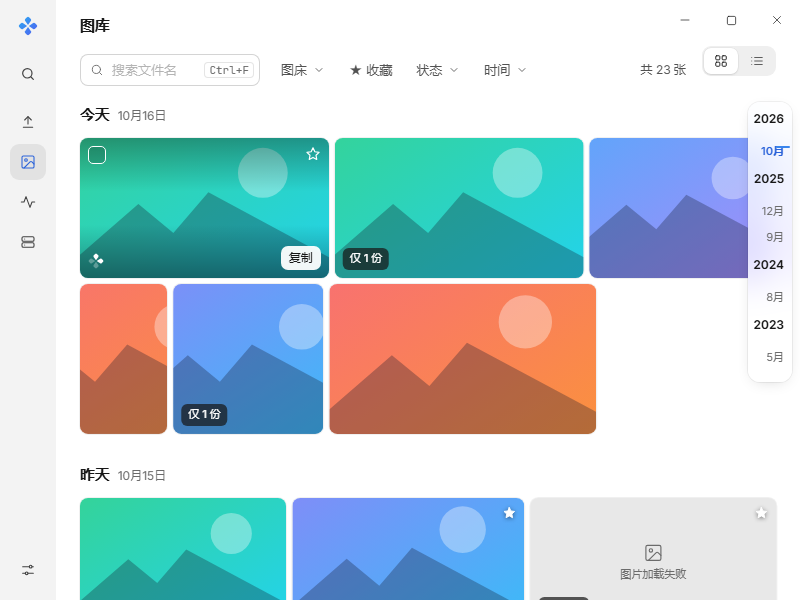 图库
搜索文件名 Ctrl+F 图床 ★ 收藏 状态 时间 共 23 张
今天 10月16日
复制
仅 1 份
仅 1 份
昨天 10月15日
图片加载失败
2026
10月
2025
12月
9月
2024
8月
2023
5月